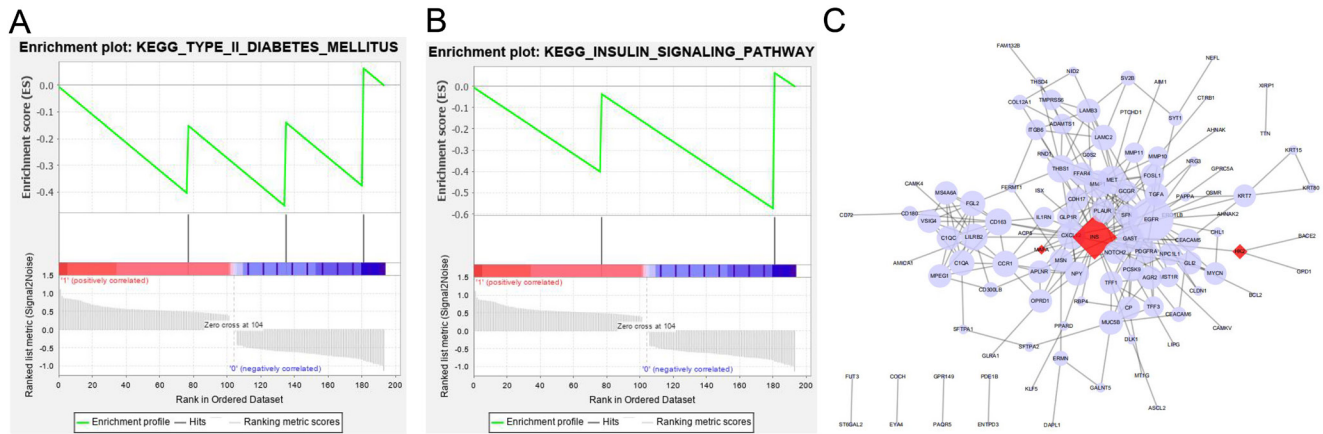 A
Enrichment plot: KEGG_TYPE_II_DIABETES_MELLITUS
Enrichment score (ES)
0.0
-0.1
-0.2
-0.3
-0.4
'1' (positively correlated)
Zero cross at 104
'0' (negatively correlated)
Ranked list metric (Signal2Noise)
1.5
1.0
0.5
0.0
-0.5
-1.0
0 20 40 60 80 100 120 140 160 180 200
Rank in Ordered Dataset
Enrichment profile Hits Ranking metric scores
B
Enrichment plot: KEGG_INSULIN_SIGNALING_PATHWAY
Enrichment score (ES)
0.0
-0.1
-0.2
-0.3
-0.4
-0.5
-0.6
'1' (positively correlated)
Zero cross at 104
'0' (negatively correlated)
Ranked list metric (Signal2Noise)
1.5
1.0
0.5
0.0
-0.5
-1.0
0 20 40 60 80 100 120 140 160 180 200
Rank in Ordered Dataset
Enrichment profile Hits Ranking metric scores
C
FAM132B
NEFL
THSD4
NID2
SV2B
AIM1
XIRP1
COL12A1
TMPRSS6
LAMB3
CTRB1
PTCHD1
ITGB6
ADAMTS1
SYT1
LAMC2
TTN
AHNAK
RND1
G0S2
MMP11
MMP10
KRT15
THBS1
FFAR4
NRG3
GPRC5A
CAMK4
FERMT1
MET
FOSL1
MS4A6A
ISX
GCGR
TGFA
PAPPA
OSMR
KRT7
KRT80
FGL2
CDH17
CD72
CD180
VSIG4
CD163
IL1RN
GLP1R
PLAUR
EGFR
AHNAK2
CHL1
BACE2
C1QC
LILRB2
ACP5
CXCL
INS
GAST
CEACAM5
AMICA1
MSN
NOTCH2
PDGFRA
NPC1L1
HK2
C1QA
CCR1
MPEG1
APLNR
NPY
PCSK9
AGR2
SSTR1
GLI2
MYCN
GPD1
CD300LB
TFF1
CLDN1
BCL2
OPRD1
RBP4
CP
TFF3
CEACAM6
MUC5B
CAMKV
SFTPA1
PPARD
SFTPA2
DLK1
LIPG
GLRA1
ERMN
MT1G
KLF5
GALNT5
ASCL2
DAPL1
FUT3
COCH
GPR149
PDE1B
ST6GAL2
EYA4
PAQR5
ENTPD3